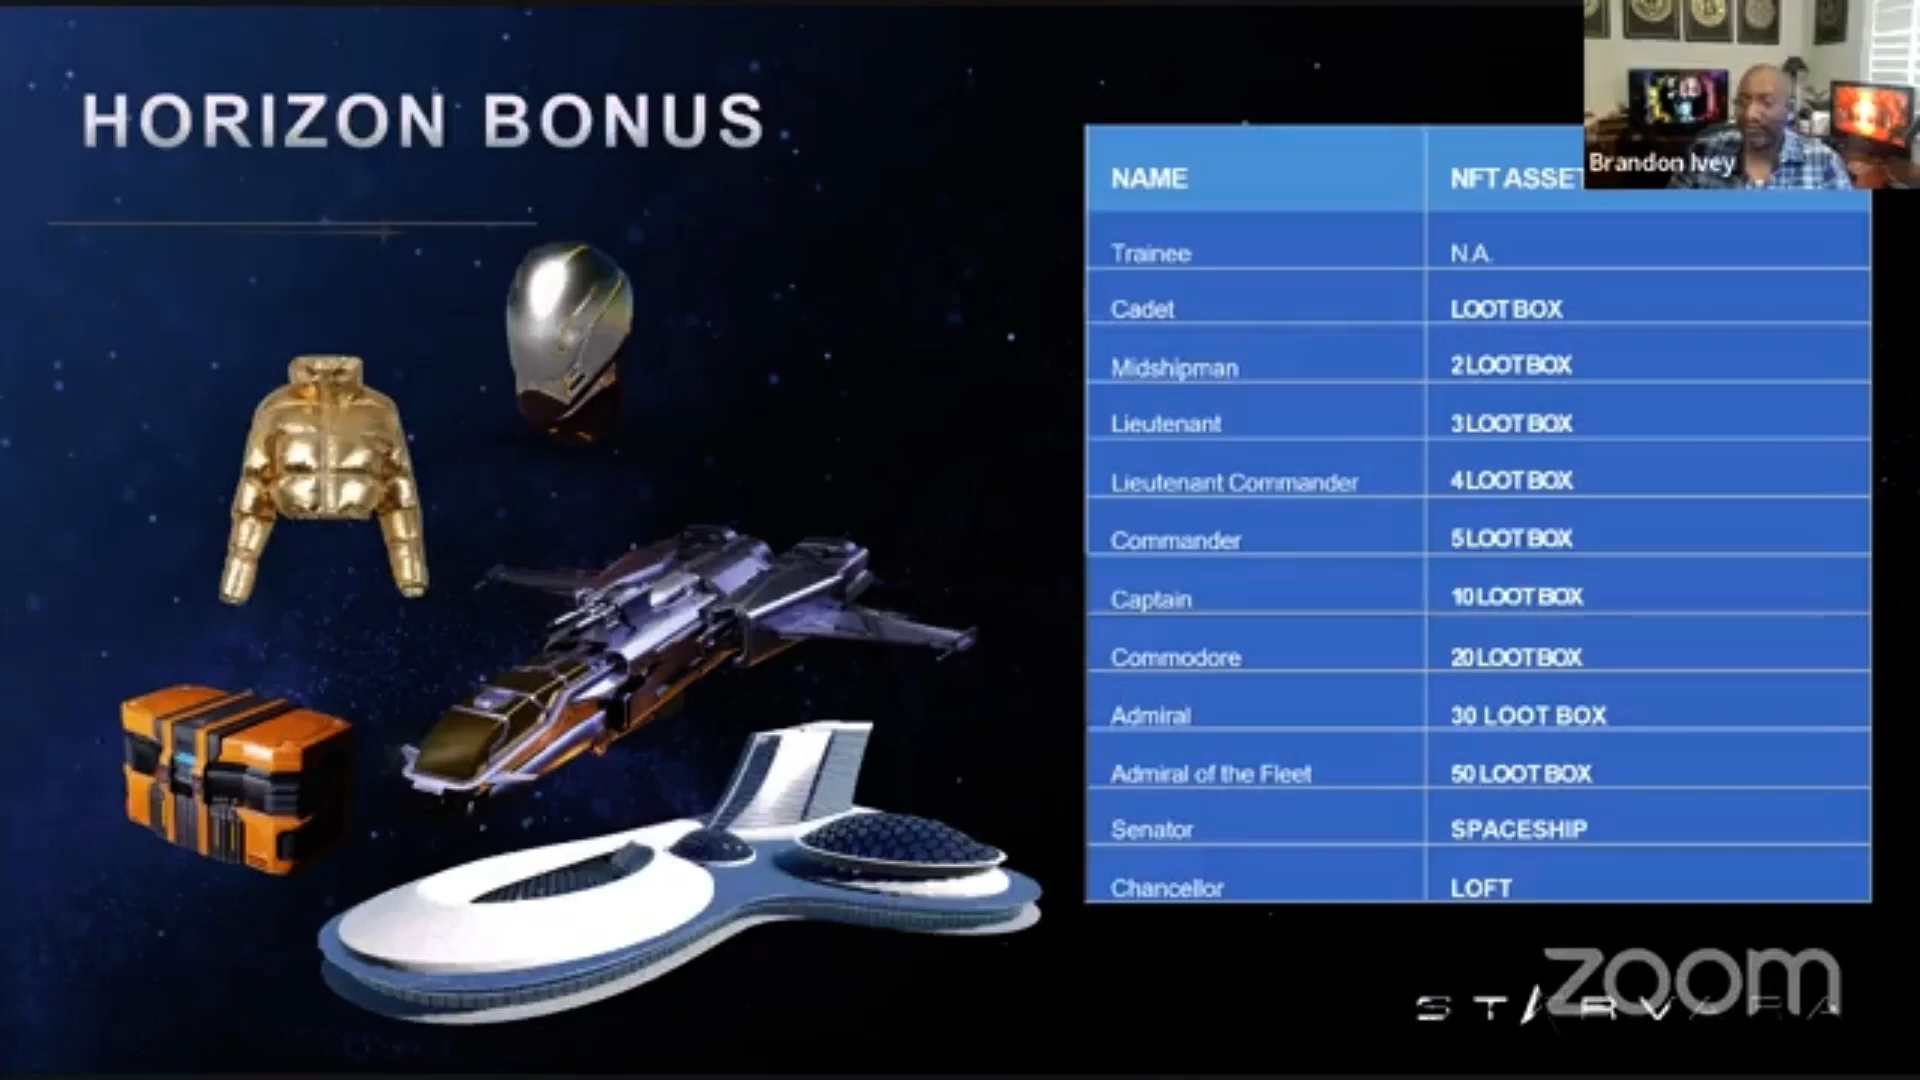 HORIZON BONUS
Brandon Ivey
NAME NFT ASSET
Trainee N.A.
Cadet LOOT BOX
Midshipman 2 LOOT BOX
Lieutenant 3 LOOT BOX
Lieutenant Commander 4 LOOT BOX
Commander 5 LOOT BOX
Captain 10 LOOT BOX
Commodore 20 LOOT BOX
Admiral 30 LOOT BOX
Admiral of the Fleet 50 LOOT BOX
Senator SPACESHIP
Chancellor LOFT
zoom